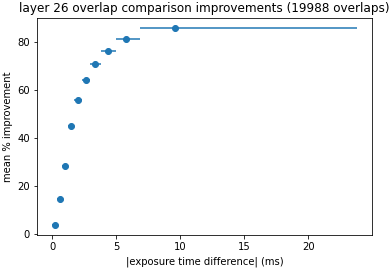 layer 26 overlap comparison improvements (19988 overlaps)
80
60
40
20
0
mean % improvement
0 5 10 15 20
|exposure time difference| (ms)